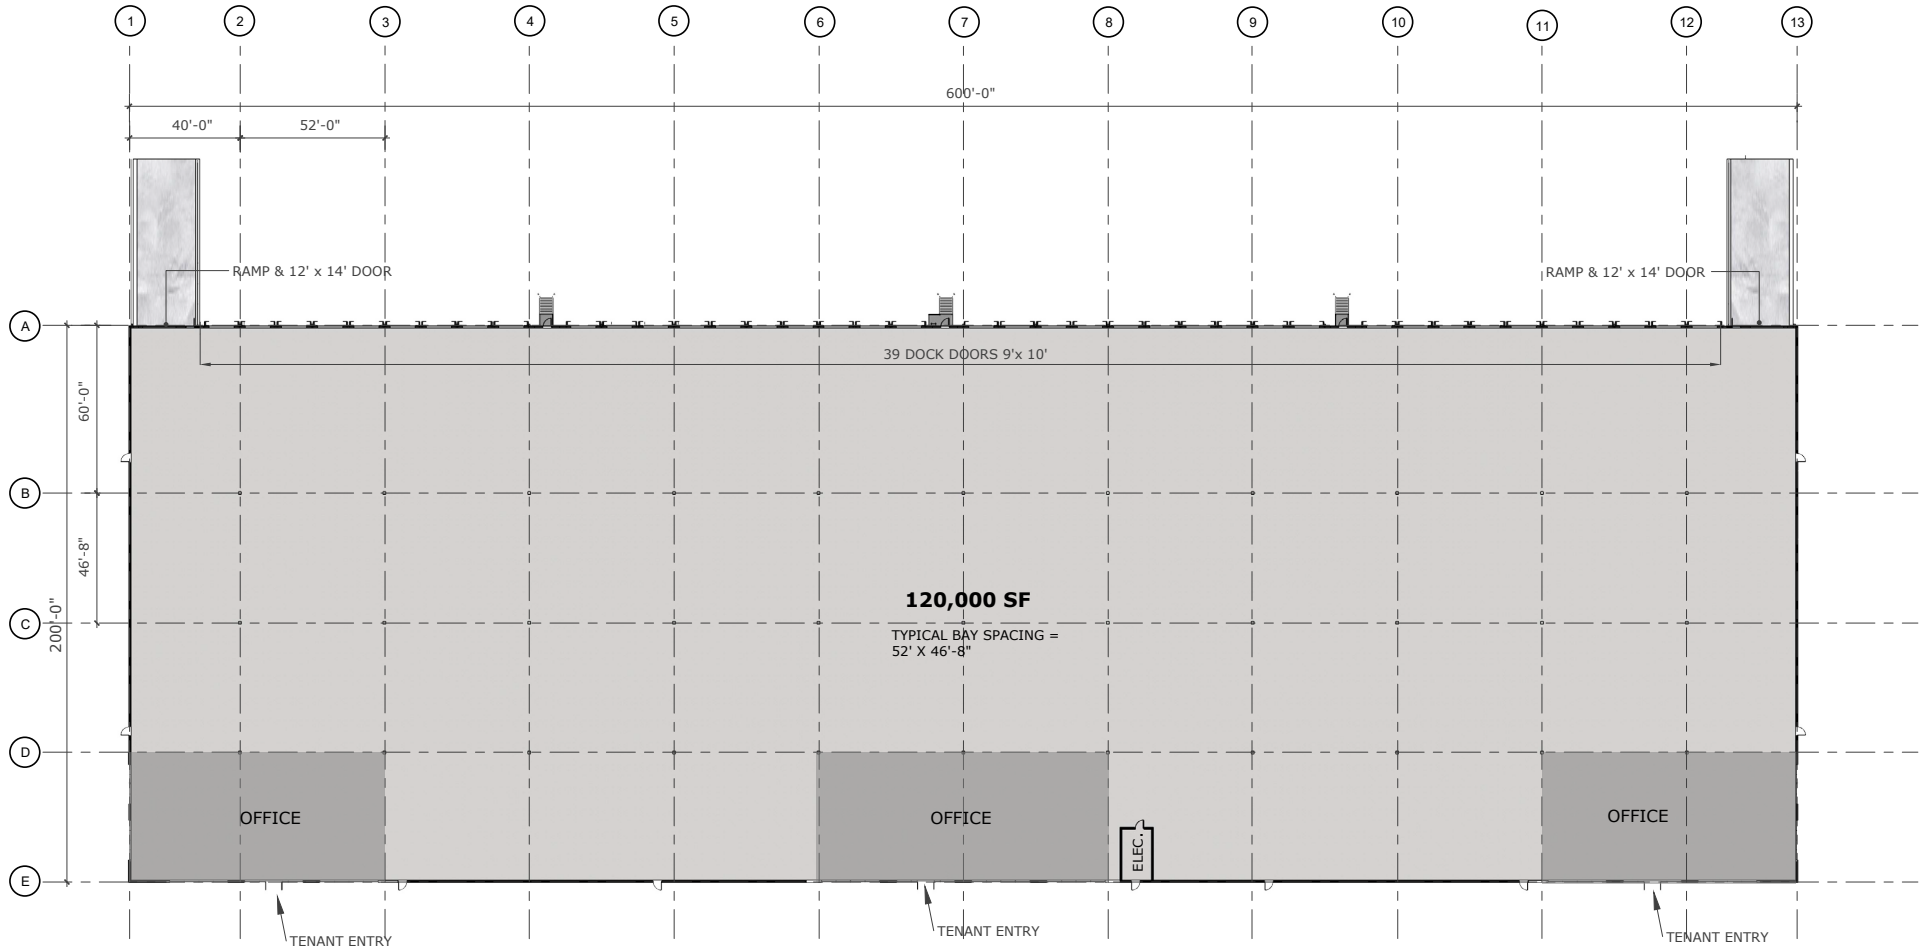 1 2 3 4 5 6 7 8 9 10 11 12 13
600'-0"
40'-0" 52'-0"
RAMP & 12' x 14' DOOR
RAMP & 12' x 14' DOOR
A
39 DOCK DOORS 9'x 10'
60'-0"
B
46'-8"
120,000 SF
C
200'-0"
TYPICAL BAY SPACING =
52' X 46'-8"
D
OFFICE
OFFICE
OFFICE
ELEC.
E
TENANT ENTRY
TENANT ENTRY
TENANT ENTRY